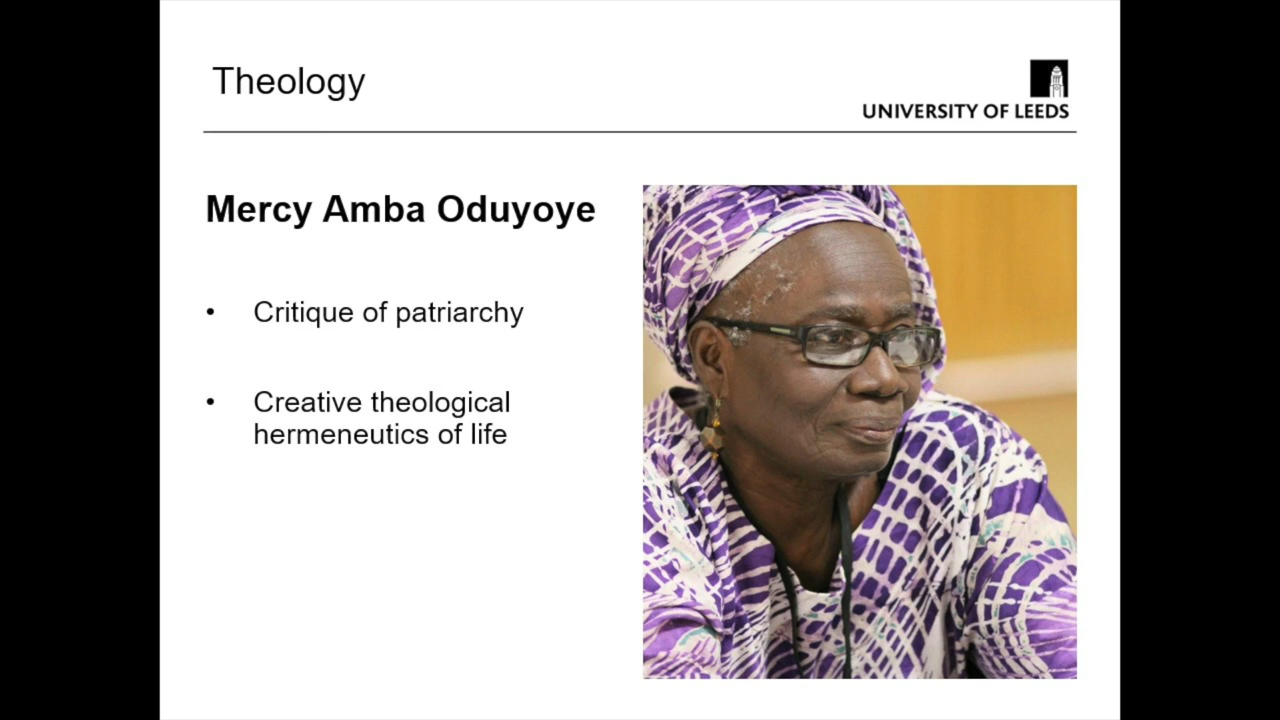 Theology
UNIVERSITY OF LEEDS
Mercy Amba Oduyoye
• Critique of patriarchy
• Creative theological
hermeneutics of life